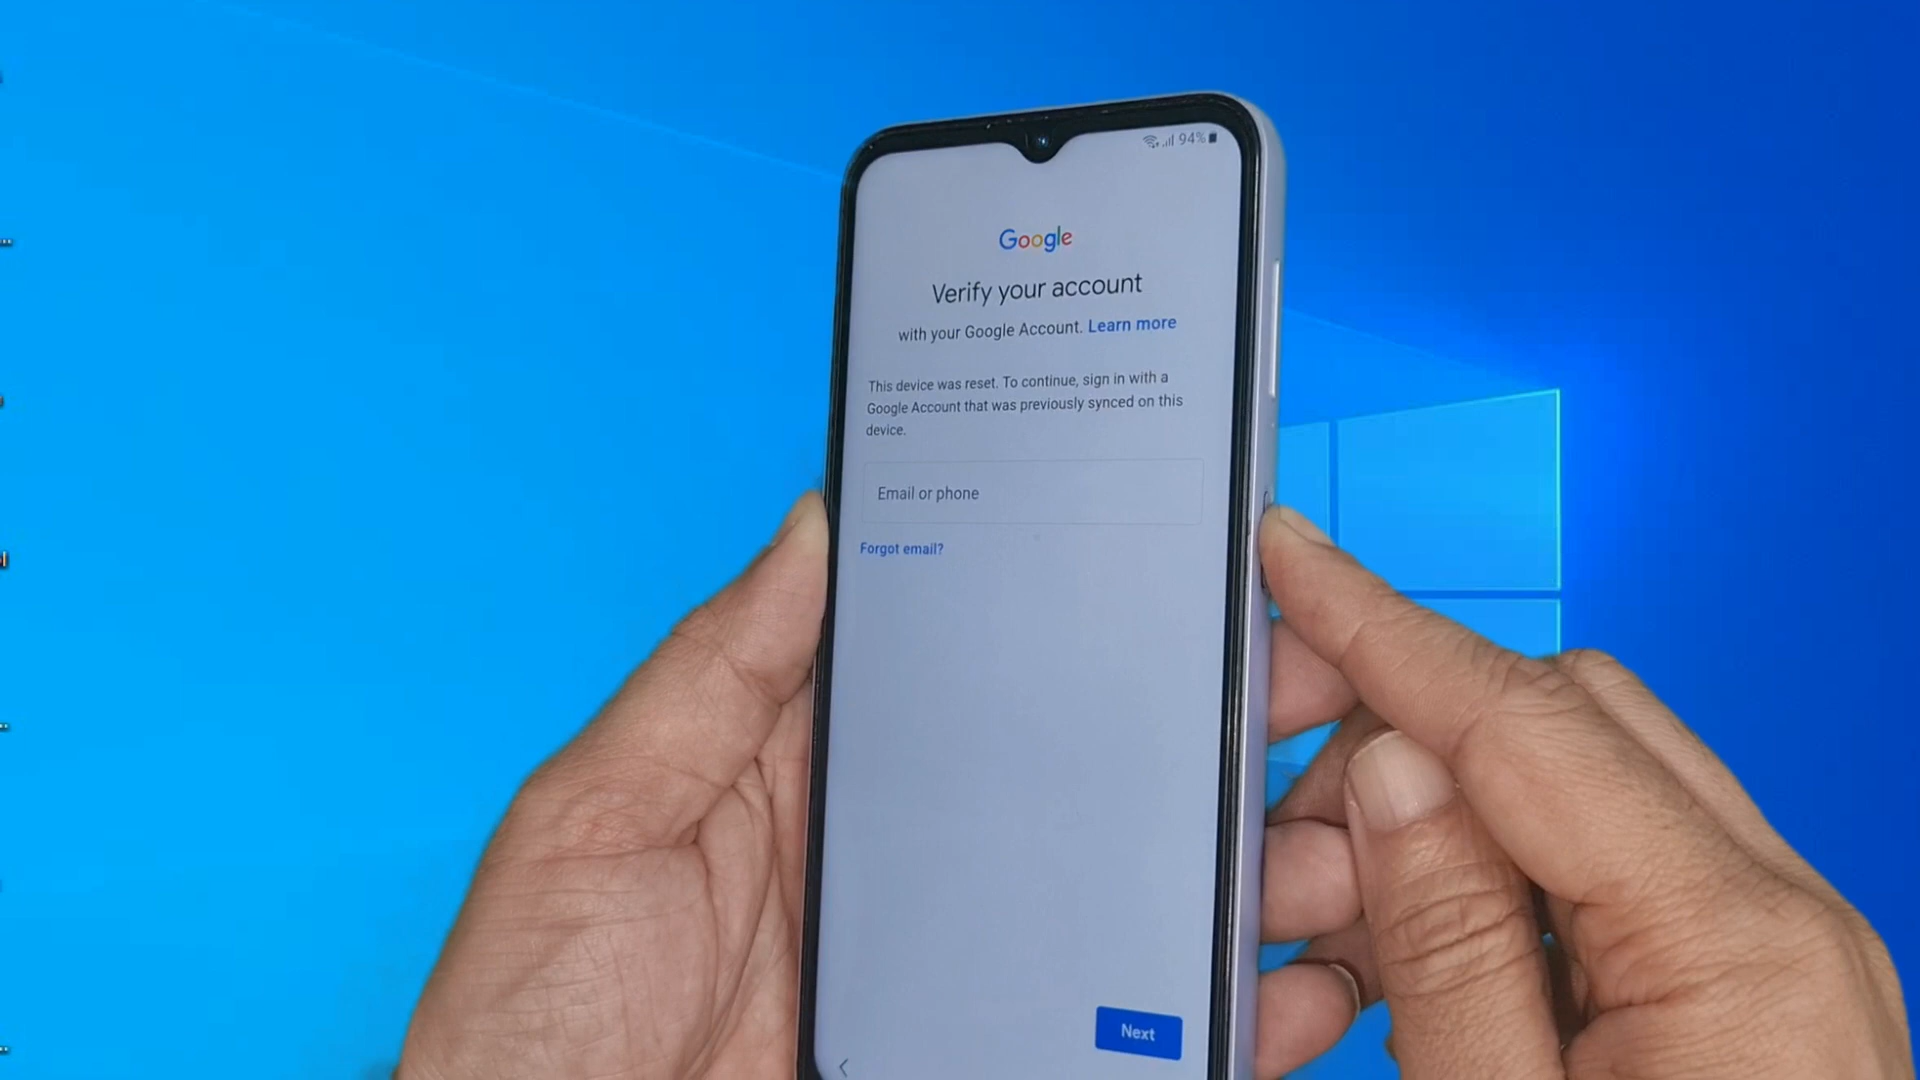 94%
Google
Verify your account
with your Google Account. Learn more
This device was reset. To continue, sign in with a
Google Account that was previously synced on this
device.
Email or phone
Forgot email?
Next